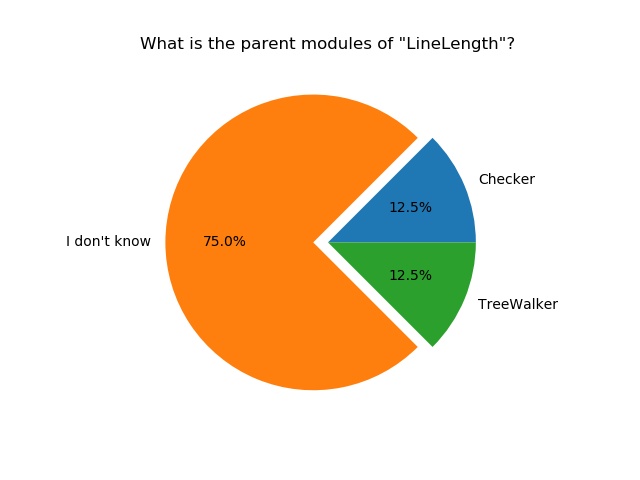 What is the parent modules of "LineLength"?
Checker
12.5%
I don't know
75.0%
12.5%
TreeWalker